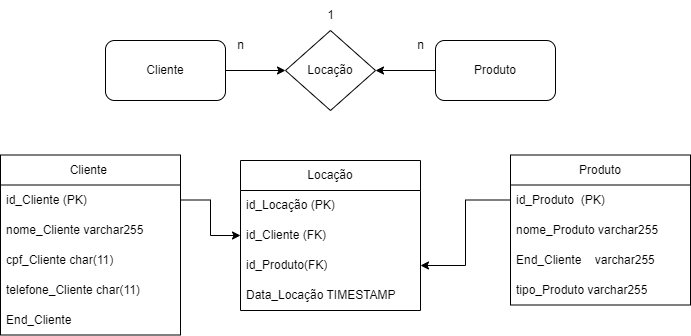 1
n
n
Cliente
Locação
Produto
Cliente
id_Cliente (PK)
nome_Cliente varchar255
cpf_Cliente char(11)
telefone_Cliente char(11)
End_Cliente
Locação
id_Locação (PK)
id_Cliente (FK)
id_Produto(FK)
Data_Locação TIMESTAMP
Produto
id_Produto (PK)
nome_Produto varchar255
End_Cliente varchar255
tipo_Produto varchar255